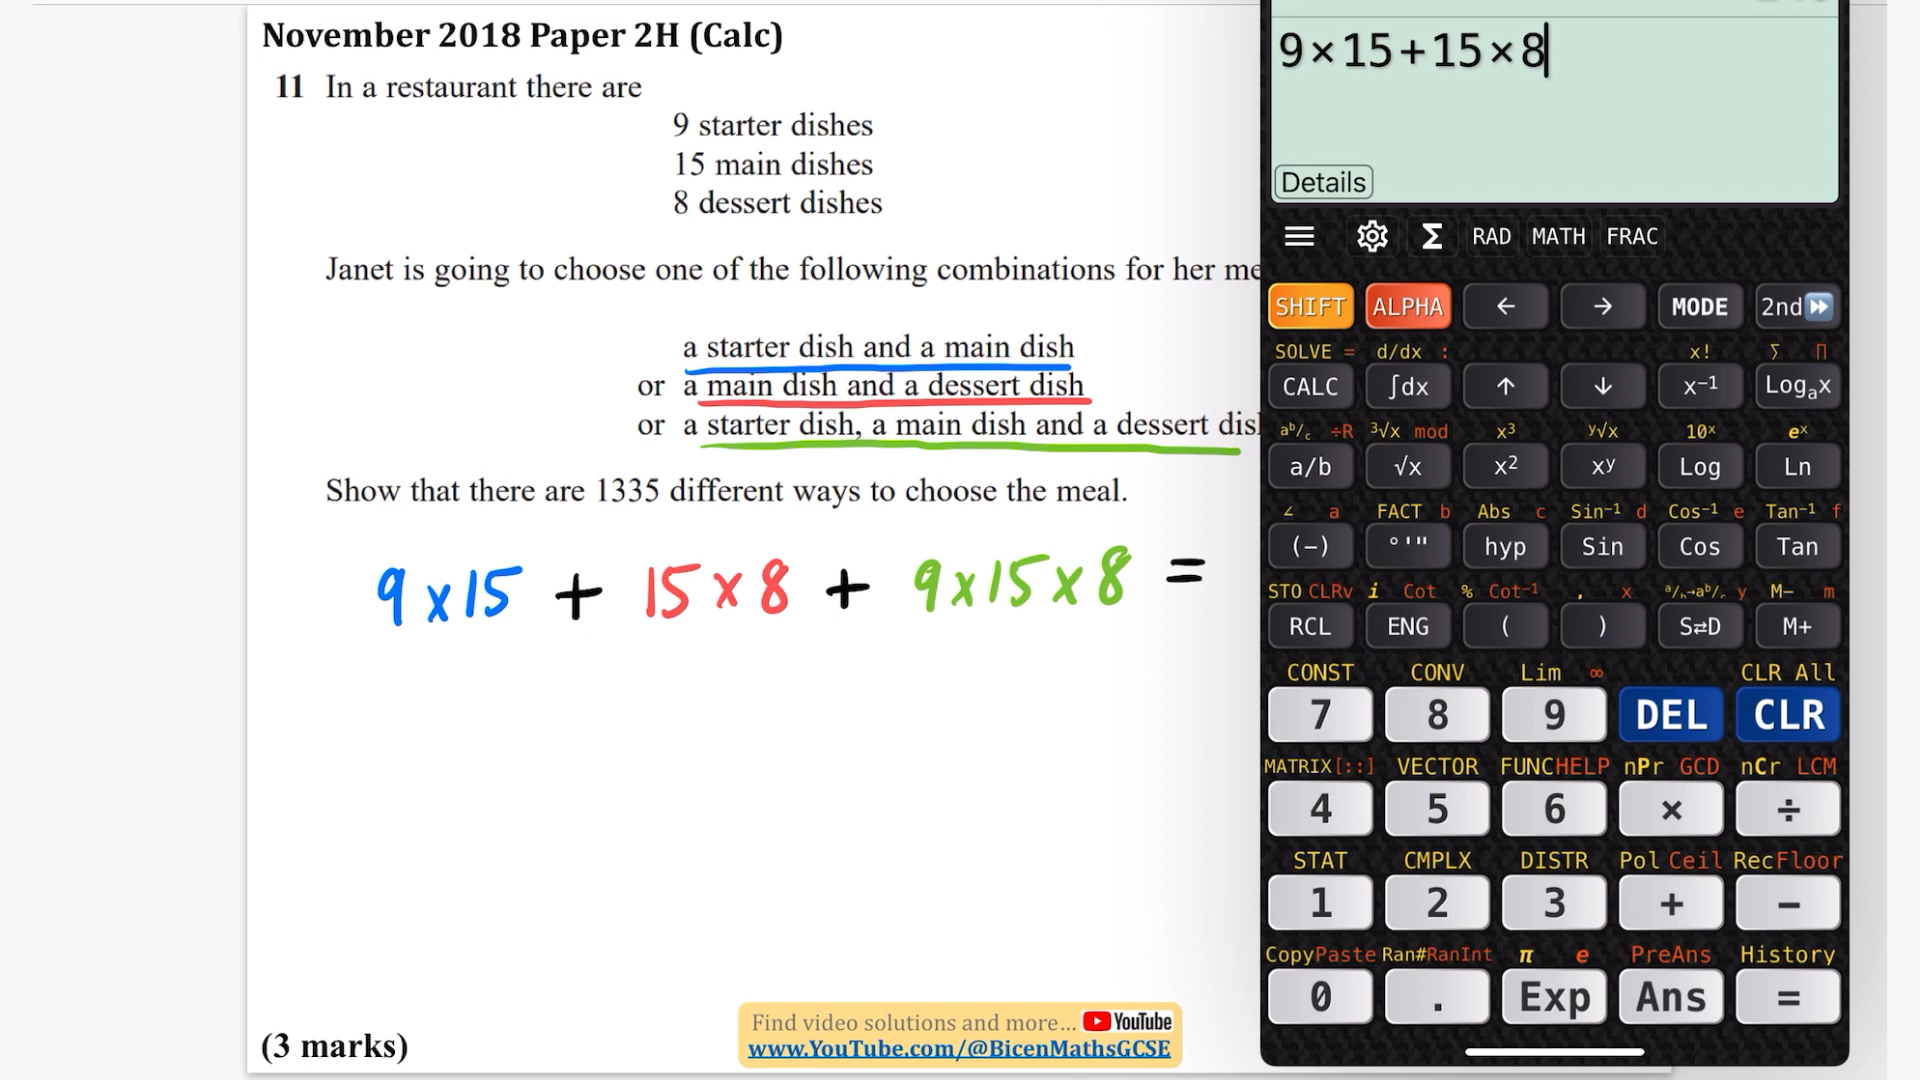 November 2018 Paper 2H (Calc)
11 In a restaurant there are
9 starter dishes
15 main dishes
8 dessert dishes
Janet is going to choose one of the following combinations for her
a starter dish and a main dish
or a main dish and a dessert dish
or a starter dish, a main dish and a dessert
Show that there are 1335 different ways to choose the meal.
9 x 15 + 15 x 8 + 9 x 15 x 8 =
(3 marks)
Find video solutions and more... YouTube
www.YouTube.com/@BicenMathsGCSE
9×15+15×8
Details
RAD MATH FRAC
SHIFT ALPHA ← → MODE 2nd
SOLVE = d/dx : x! ∑ ∏
CALC ∫dx ↑ ↓ x⁻¹ Logₐx
aᵇ/c ÷R ³√x mod x³ ʸ√x 10ˣ eˣ
a/b √x x² xʸ Log Ln
∠ a FACT b Abs c Sin⁻¹ d Cos⁻¹ e Tan⁻¹ f
(−) °'" hyp Sin Cos Tan
STO CLRv i Cot % Cot⁻¹ , x y M− m
RCL ENG ( ) S⇄D M+
CONST CONV Lim ∞ CLR All
7 8 9 DEL CLR
MATRIX[::] VECTOR FUNCHELP nPr GCD nCr LCM
4 5 6 × ÷
STAT CMPLX DISTR Pol Ceil RecFloor
1 2 3 + −
CopyPaste Ran#RanInt π e PreAns History
0 . Exp Ans =